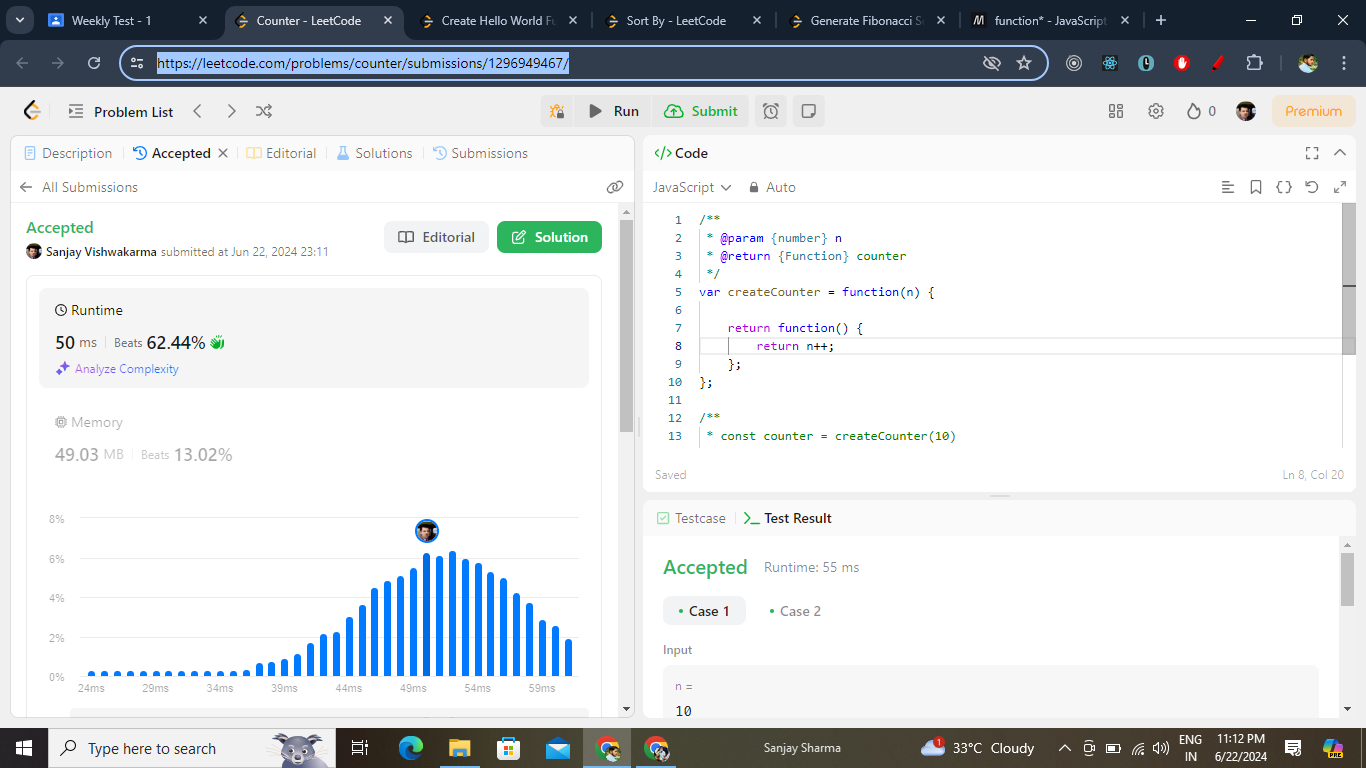 Weekly Test - 1
Counter - LeetCode
Create Hello World Fu
Sort By - LeetCode
Generate Fibonacci Se
function* - JavaScript
https://leetcode.com/problems/counter/submissions/1296949467/
Problem List
Run
Submit
0
Premium
Description
Accepted
Editorial
Solutions
Submissions
All Submissions
Accepted
Sanjay Vishwakarma submitted at Jun 22, 2024 23:11
Editorial
Solution
Runtime
50 ms Beats 62.44%
Analyze Complexity
Memory
49.03 MB Beats 13.02%
8%
6%
4%
2%
0%
24ms 29ms 34ms 39ms 44ms 49ms 54ms 59ms
</> Code
JavaScript Auto
1 /**
2 * @param {number} n
3 * @return {Function} counter
4 */
5 var createCounter = function(n) {
6
7 return function() {
8 return n++;
9 };
10 };
11
12 /**
13 * const counter = createCounter(10)
Saved
Ln 8, Col 20
Testcase
Test Result
Accepted Runtime: 55 ms
Case 1 Case 2
Input
n =
10
Type here to search
Sanjay Sharma
1
33°C Cloudy
ENG
IN
11:12 PM
6/22/2024
PRE